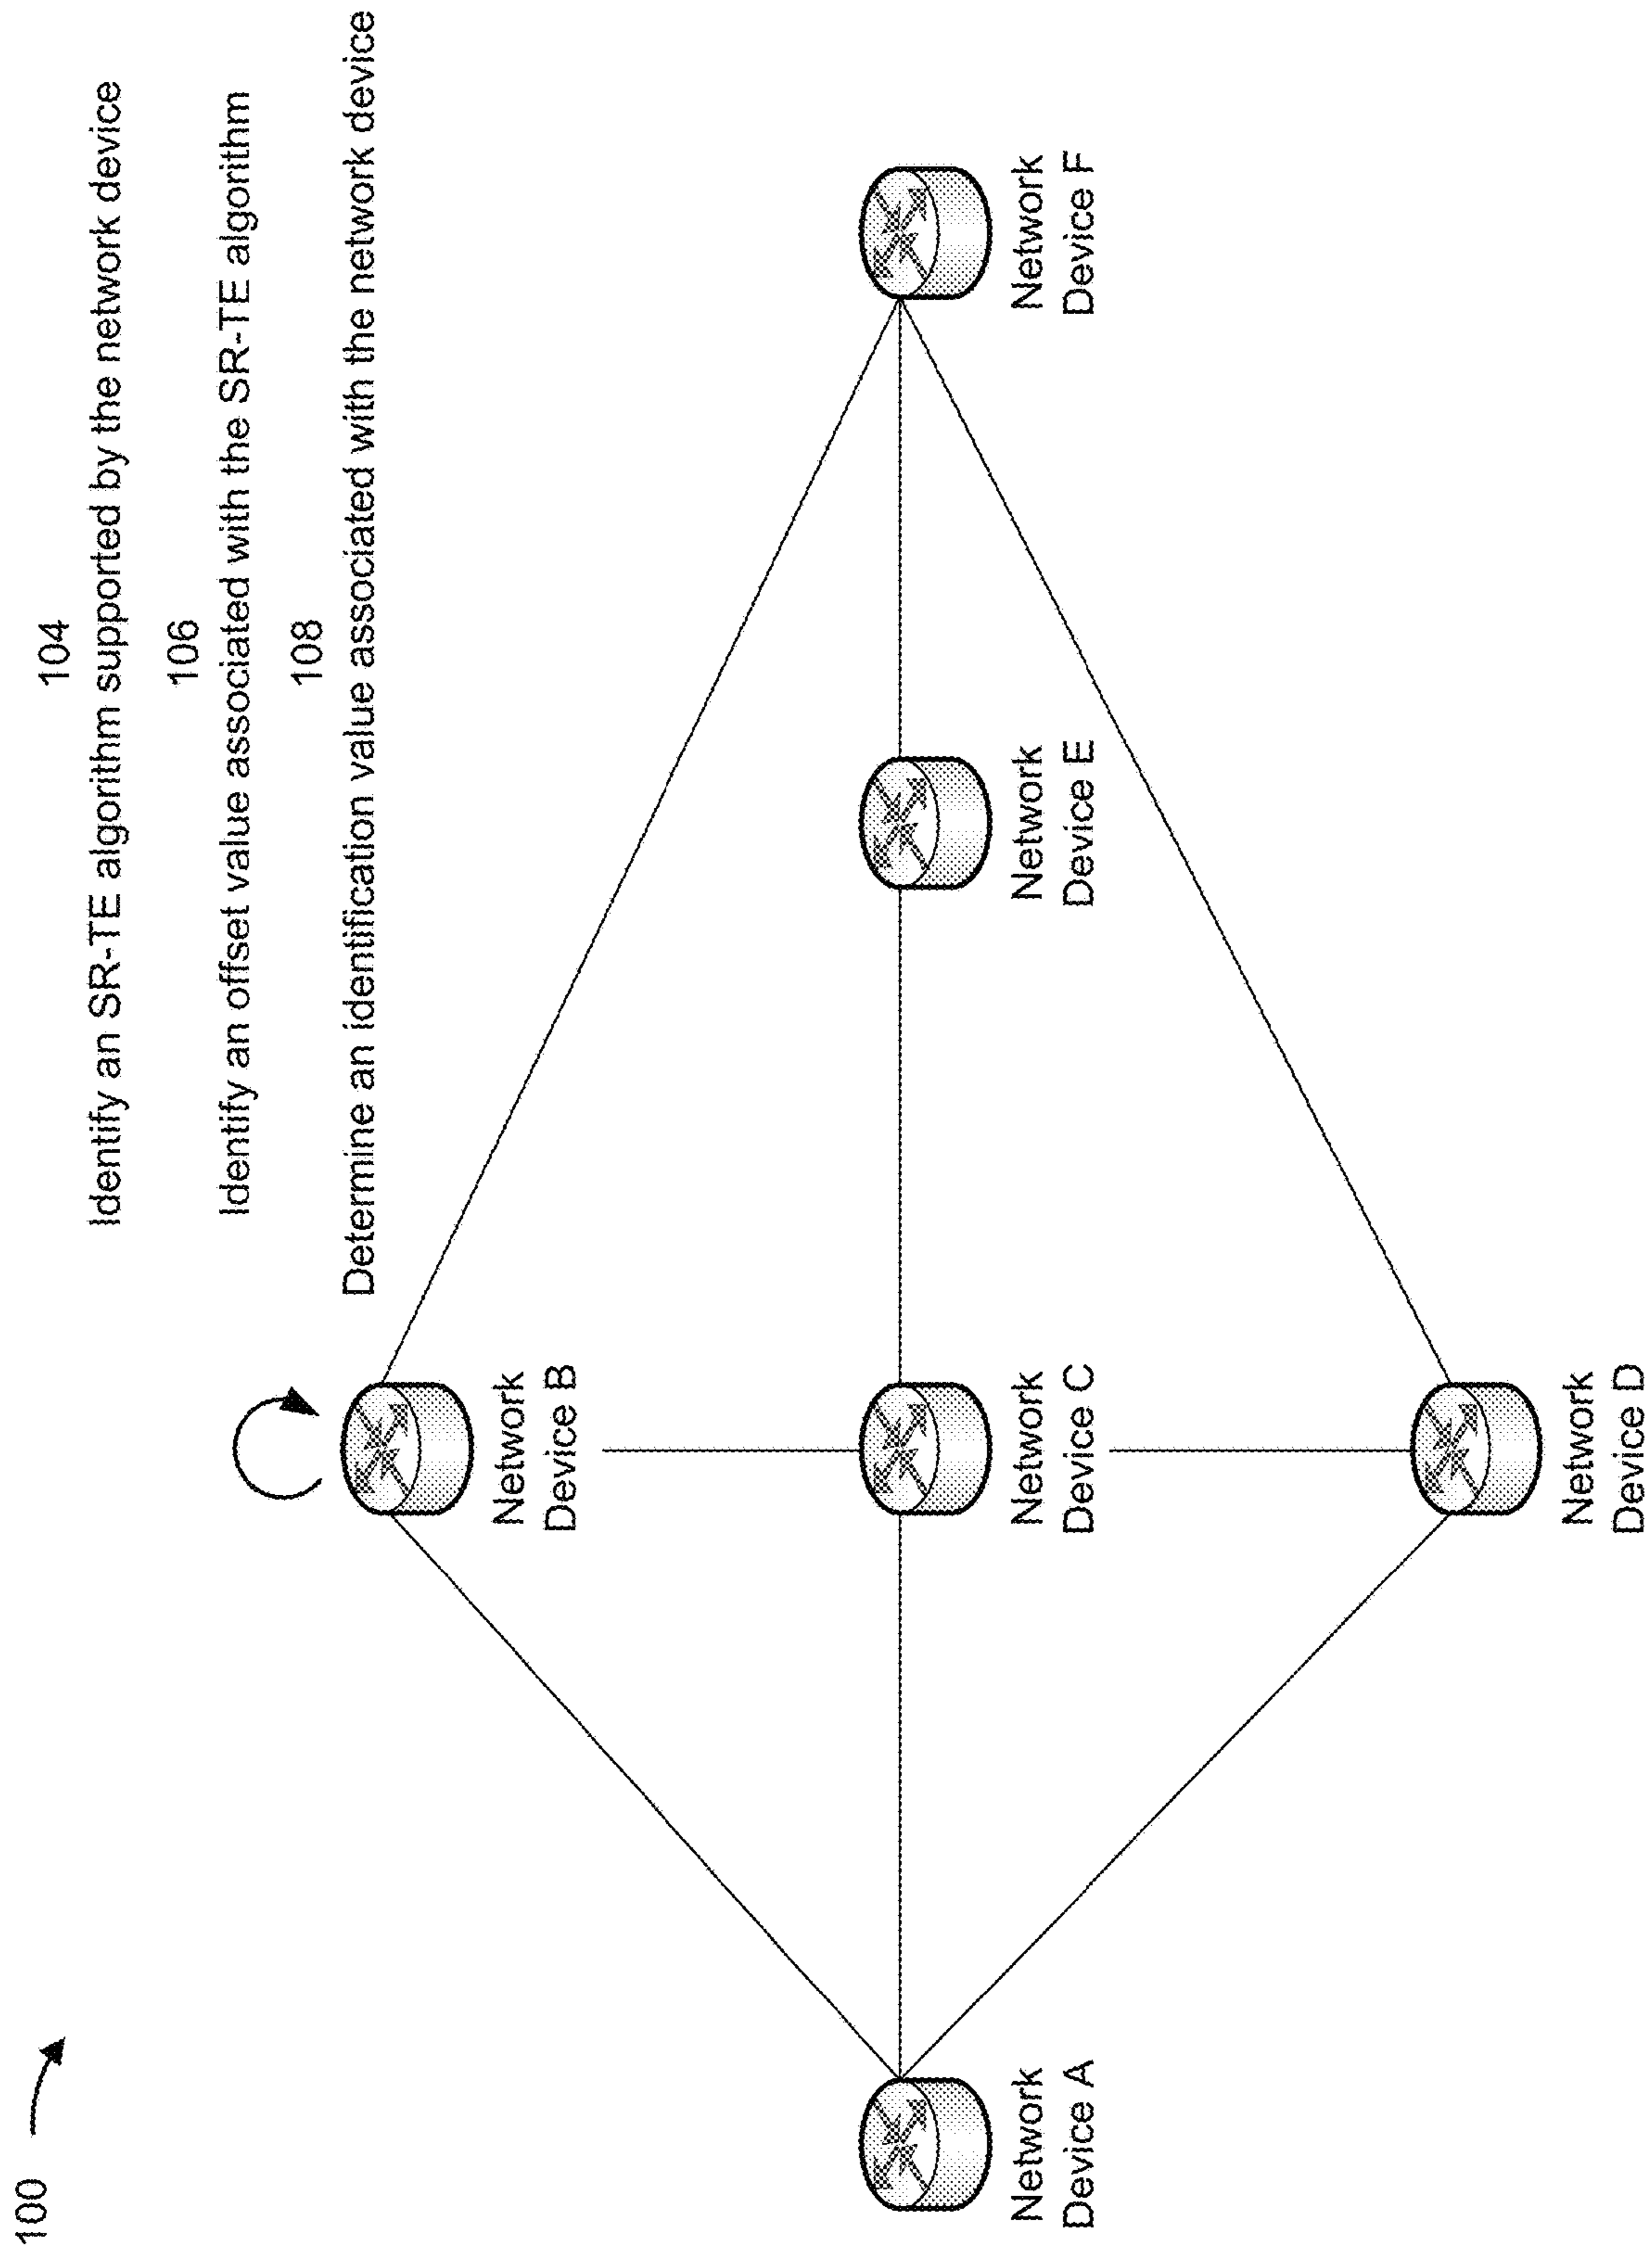 100
104
Identify an SR-TE algorithm supported by the network device
106
Identify an offset value associated with the SR-TE algorithm
108
Determine an identification value associated with the network device
Network
Device B
Network
Device A
Network
Device C
Network
Device E
Network
Device F
Network
Device D